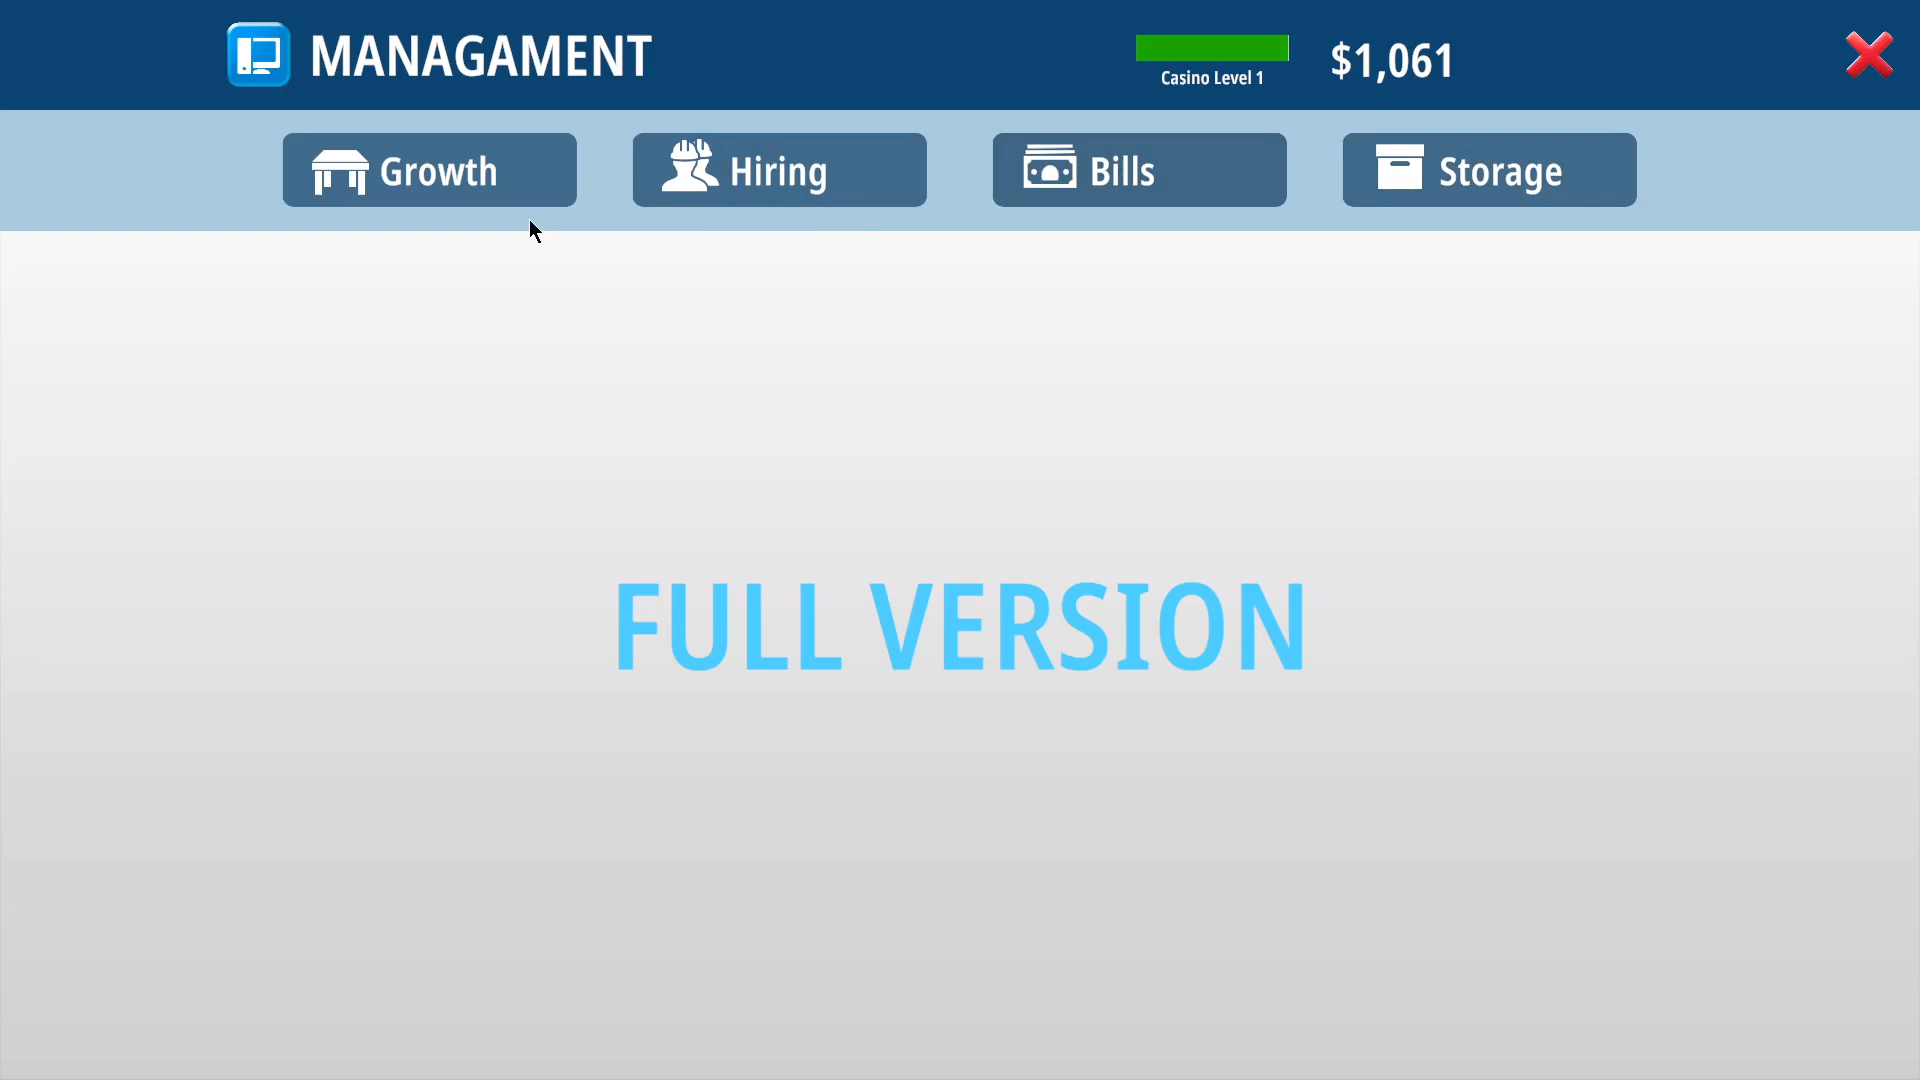 MANAGAMENT
Casino Level 1
$1,061
Growth
Hiring
Bills
Storage
FULL VERSION